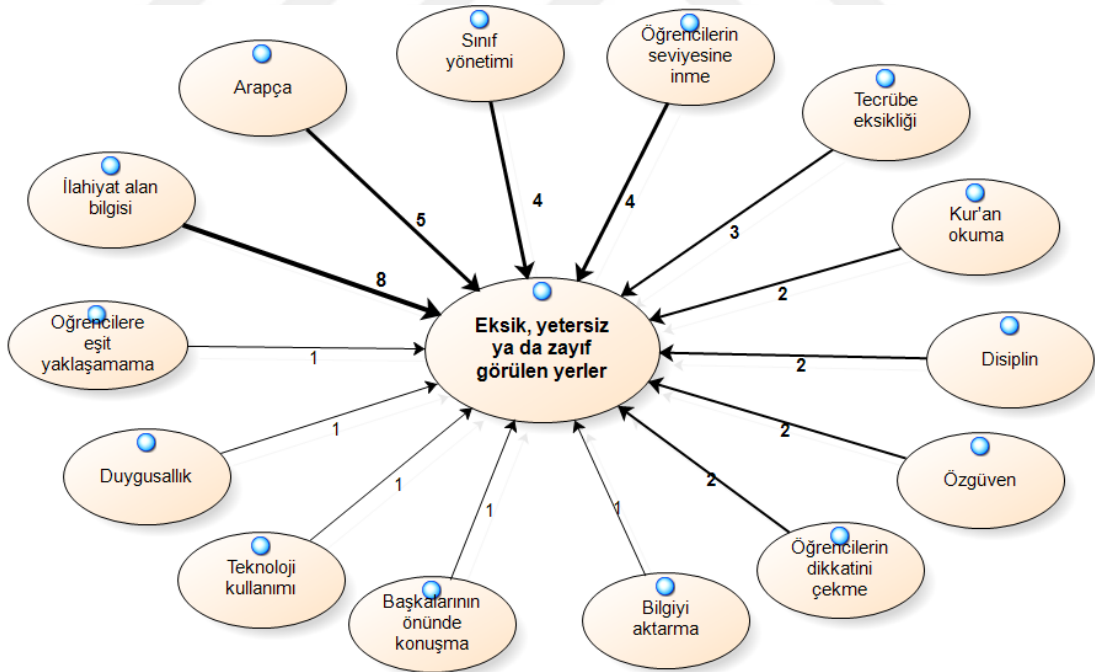 Sınıf
yönetimi
Öğrencilerin
seviyesine
inme
Arapça
Tecrübe
eksikliği
İlahiyat alan
bilgisi
Kur'an
okuma
4
4
5
3
8
2
Eksik, yetersiz
ya da zayıf
görülen yerler
Oğrencilere
eşit
yaklaşamama
1
2
Disiplin
Duygusallık
1
2
Özgüven
Teknoloji
kullanımı
1
2
Öğrencilerin
dikkatini
çekme
Başkalarının
önünde
konuşma
1
1
Bilgiyi
aktarma